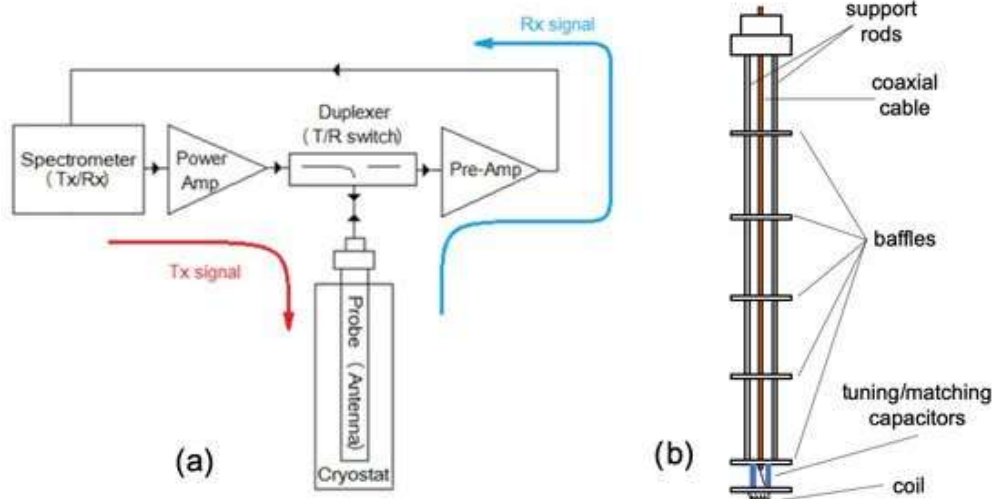 Rx signal
Duplexer
(T/R switch)
Spectrometer
(Tx/Rx)
Power
Amp
Pre-Amp
Tx signal
Probe (Antenna)
Cryostat
(a)
support
rods
coaxial
cable
baffles
tuning/matching
capacitors
coil
(b)